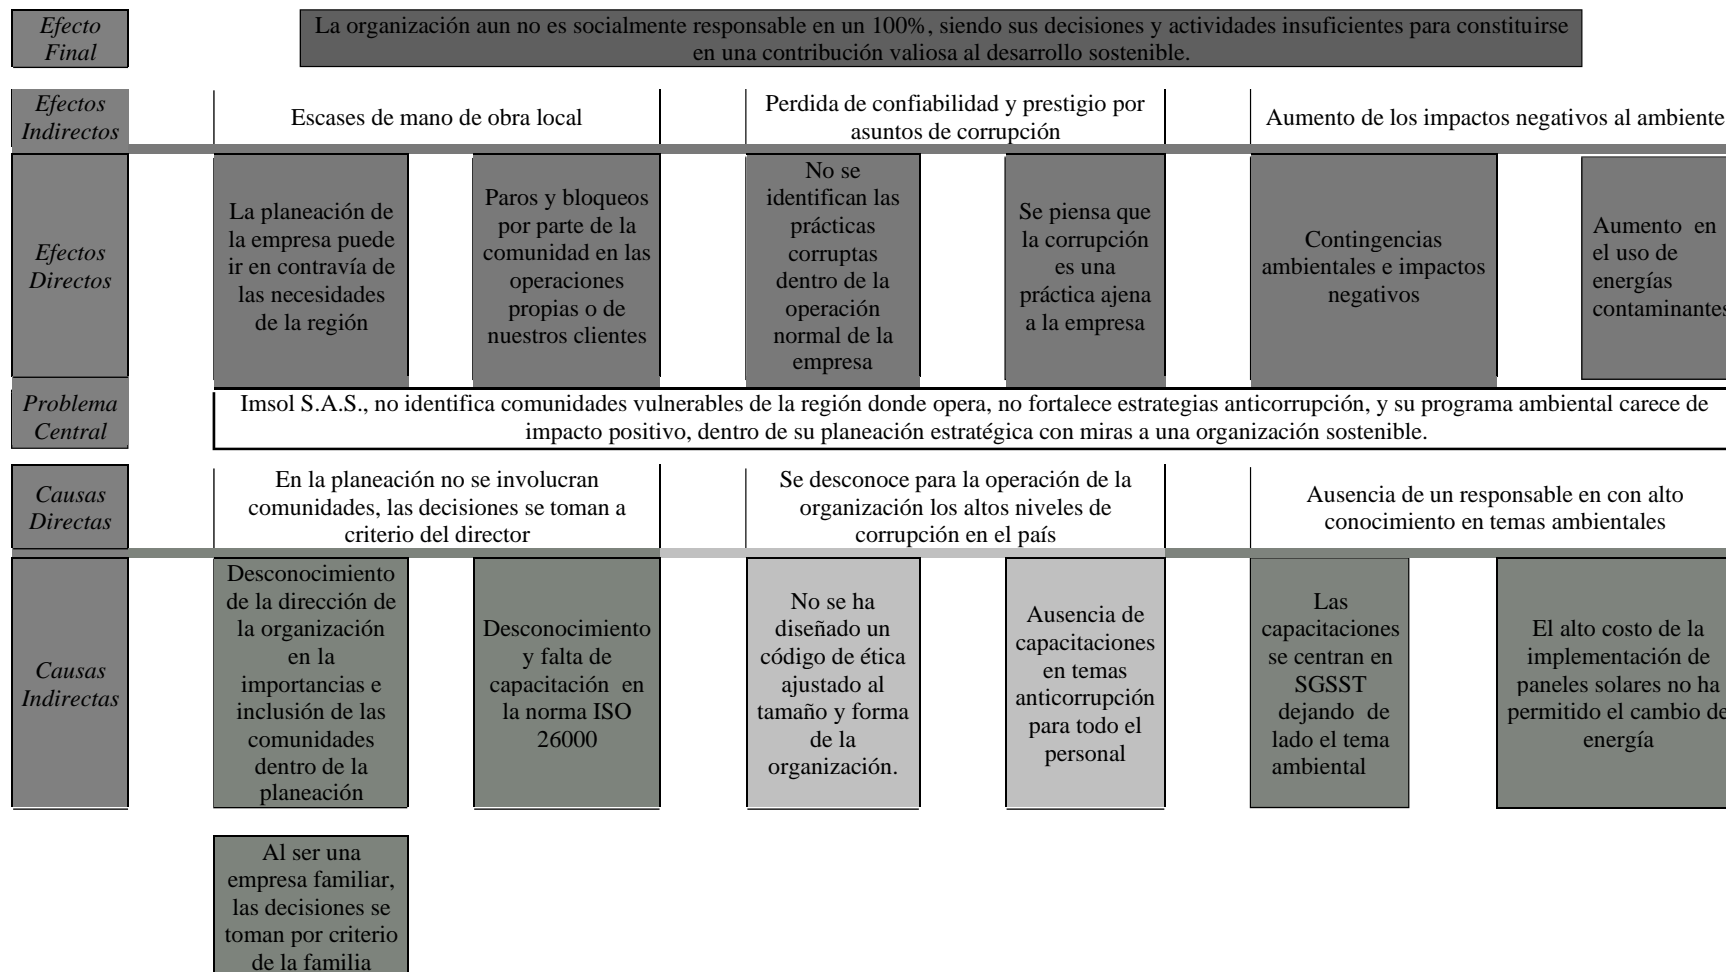 Efecto
Final
La organización aun no es socialmente responsable en un 100%, siendo sus decisiones y actividades insuficientes para constituirse
en una contribución valiosa al desarrollo sostenible.
Efectos
Indirectos
Escases de mano de obra local
Perdida de confiabilidad y prestigio por
asuntos de corrupción
Aumento de los impactos negativos al ambiente
Efectos
Directos
La planeación de
la empresa puede
ir en contravía de
las necesidades
de la región
Paros y bloqueos
por parte de la
comunidad en las
operaciones
propias o de
nuestros clientes
No se
identifican las
prácticas
corruptas
dentro de la
operación
normal de la
empresa
Se piensa que
la corrupción
es una
práctica ajena
a la empresa
Contingencias
ambientales e impactos
negativos
Aumento en
el uso de
energías
contaminantes
Problema
Central
Imsol S.A.S., no identifica comunidades vulnerables de la región donde opera, no fortalece estrategias anticorrupción, y su programa ambiental carece de
impacto positivo, dentro de su planeación estratégica con miras a una organización sostenible.
Causas
Directas
En la planeación no se involucran
comunidades, las decisiones se toman a
criterio del director
Se desconoce para la operación de la
organización los altos niveles de
corrupción en el país
Ausencia de un responsable en con alto
conocimiento en temas ambientales
Causas
Indirectas
Desconocimiento
de la dirección de
la organización
en la
importancias e
inclusión de las
comunidades
dentro de la
planeación
Desconocimiento
y falta de
capacitación en
la norma ISO
26000
No se ha
diseñado un
código de ética
ajustado al
tamaño y forma
de la
organización.
Ausencia de
capacitaciones
en temas
anticorrupción
para todo el
personal
Las
capacitaciones
se centran en
SGSST
dejando de
lado el tema
ambiental
El alto costo de la
implementación de
paneles solares no ha
permitido el cambio de
energía
Al ser una
empresa familiar,
las decisiones se
toman por criterio
de la familia